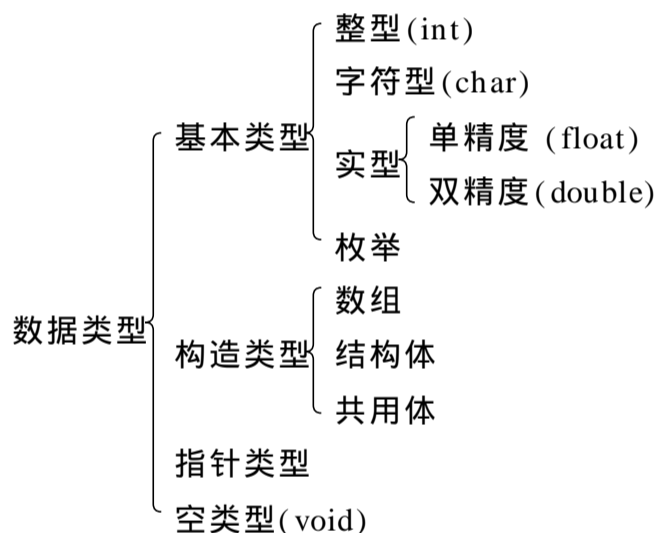 整型(int)
字符型(char)
基本类型
单精度 (float)
实型
双精度(double)
枚举
数据类型
数组
构造类型
结构体
共用体
指针类型
空类型(void)